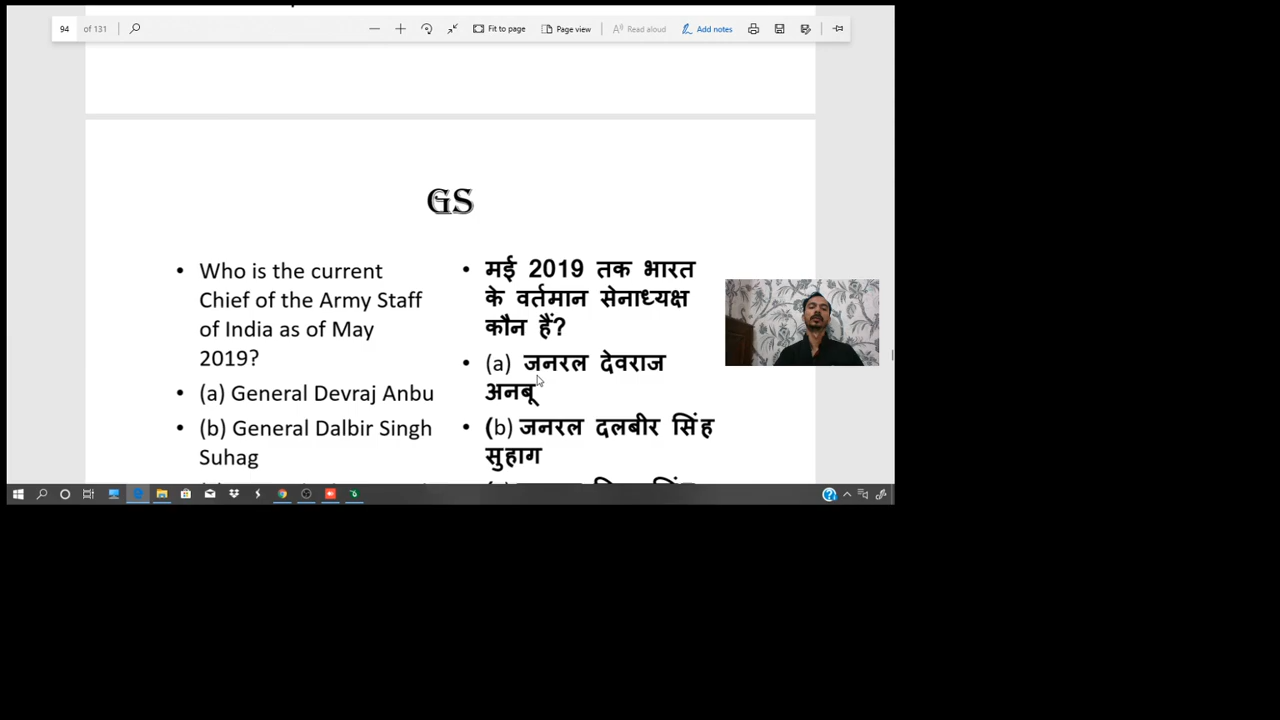 94 of 131 Fit to page Page view Read aloud Add notes
GS
• Who is the current
Chief of the Army Staff
of India as of May
2019?
• (a) General Devraj Anbu
• (b) General Dalbir Singh
Suhag
• मई 2019 तक भारत
के वर्तमान सेनाध्यक्ष
कौन हैं?
• (a) जनरल देवराज
अनबू
• (b) जनरल दलबीर सिंह
सुहाग